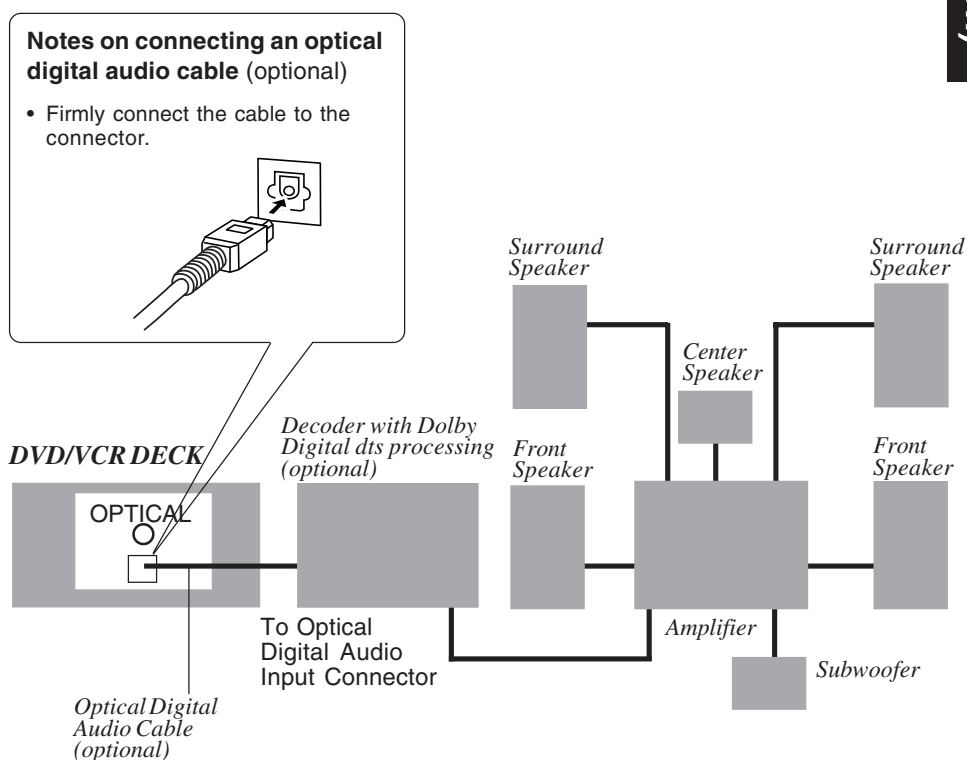 Notes on connecting an optical
digital audio cable (optional)
• Firmly connect the cable to the
connector.
Surround
Speaker
Surround
Speaker
Center
Speaker
Decoder with Dolby
Digital dts processing
(optional)
Front
Speaker
Front
Speaker
DVD/VCR DECK
OPTICAL
To Optical
Digital Audio
Input Connector
Amplifier
Subwoofer
Optical Digital
Audio Cable
(optional)